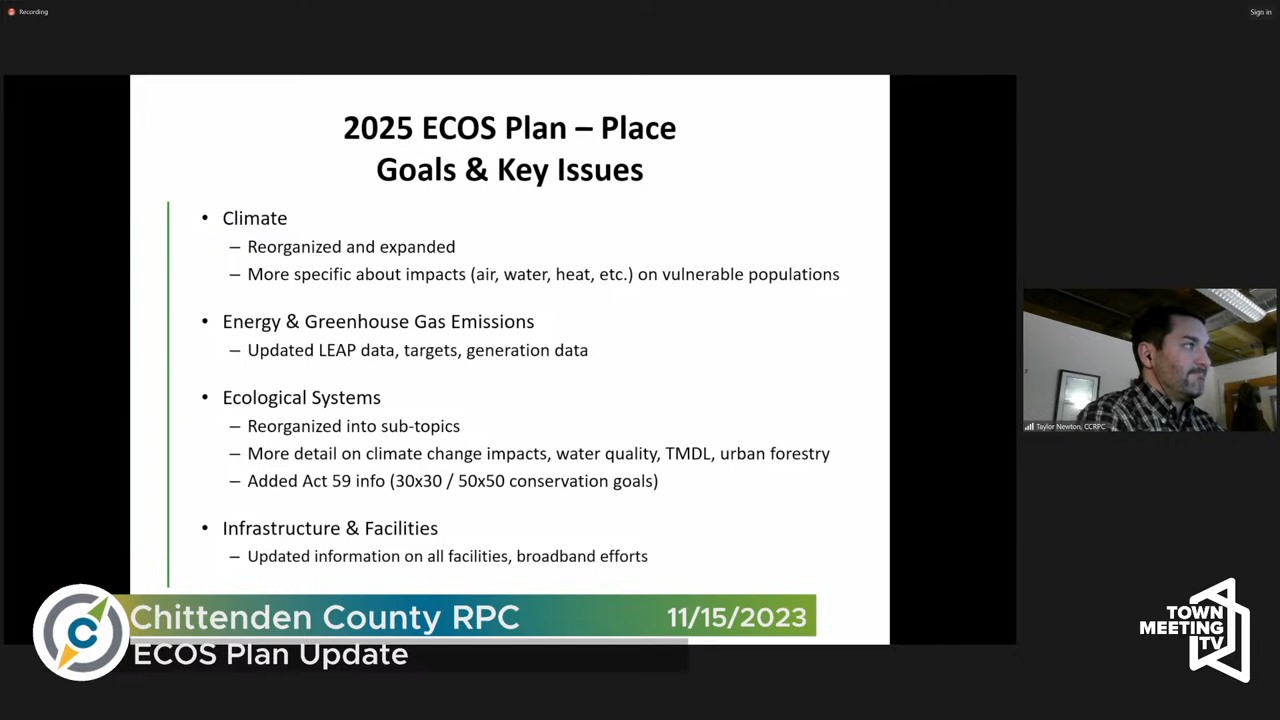 Recording
Sign in
2025 ECOS Plan – Place
Goals & Key Issues
• Climate
– Reorganized and expanded
– More specific about impacts (air, water, heat, etc.) on vulnerable populations
• Energy & Greenhouse Gas Emissions
– Updated LEAP data, targets, generation data
• Ecological Systems
– Reorganized into sub-topics
– More detail on climate change impacts, water quality, TMDL, urban forestry
– Added Act 59 info (30x30 / 50x50 conservation goals)
• Infrastructure & Facilities
– Updated information on all facilities, broadband efforts
Taylor Newton, CCRPC
C
Chittenden County RPC
11/15/2023
ECOS Plan Update
TOWN
MEETING
TV